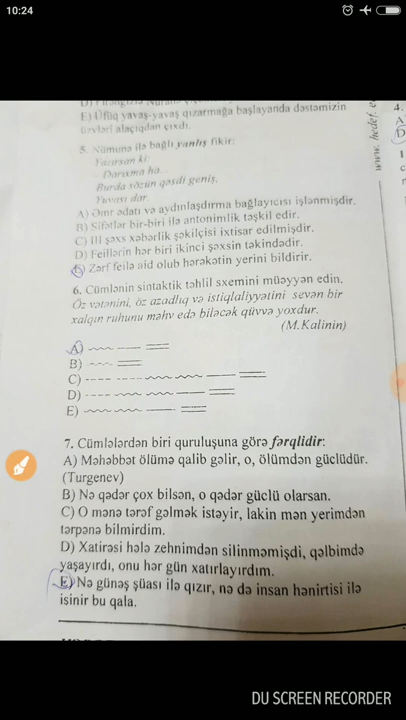 10:24
E) Üfüq yavaş-yavaş qızarmağa başlayanda dəstəmizin
üzvləri alaçıqdan çıxdı.
5. Nümunə ilə bağlı yanlış fikir:
Yazırsan ki:
- Darıxma ha...
Burda sözün qəsdi geniş,
Yuvası dar.
A) Əmr ədatı və aydınlaşdırma bağlayıcısı işlənmişdir.
B) Sifətlər bir-biri ilə antonimlik təşkil edir.
C) III şəxs xəbərlik şəkilçisi ixtisar edilmişdir.
D) Feillərin hər biri ikinci şəxsin təkindədir.
E) Zərf feilə aid olub hərəkətin yerini bildirir.
6. Cümlənin sintaktik təhlil sxemini müəyyən edin.
Öz vətənini, öz azadlıq və istiqlaliyyətini sevən bir
xalqın ruhunu məhv edə biləcək qüvvə yoxdur.
(M.Kalinin)
A)
B)
C)
D)
E)
7. Cümlələrdən biri quruluşuna görə fərqlidir:
A) Məhəbbət ölümə qalib gəlir, o, ölümdən güclüdür.
(Turgenev)
B) Nə qədər çox bilsən, o qədər güclü olarsan.
C) O mənə tərəf gəlmək istəyir, lakin mən yerimdən
tərpənə bilmirdim.
D) Xatirəsi hələ zehnimdən silinməmişdi, qəlbimdə
yaşayırdı, onu hər gün xatırlayırdım.
E) Nə günəş şüası ilə qızır, nə də insan hənirtisi ilə
isinir bu qala.
www. hedef.
4.
A
D
DU SCREEN RECORDER